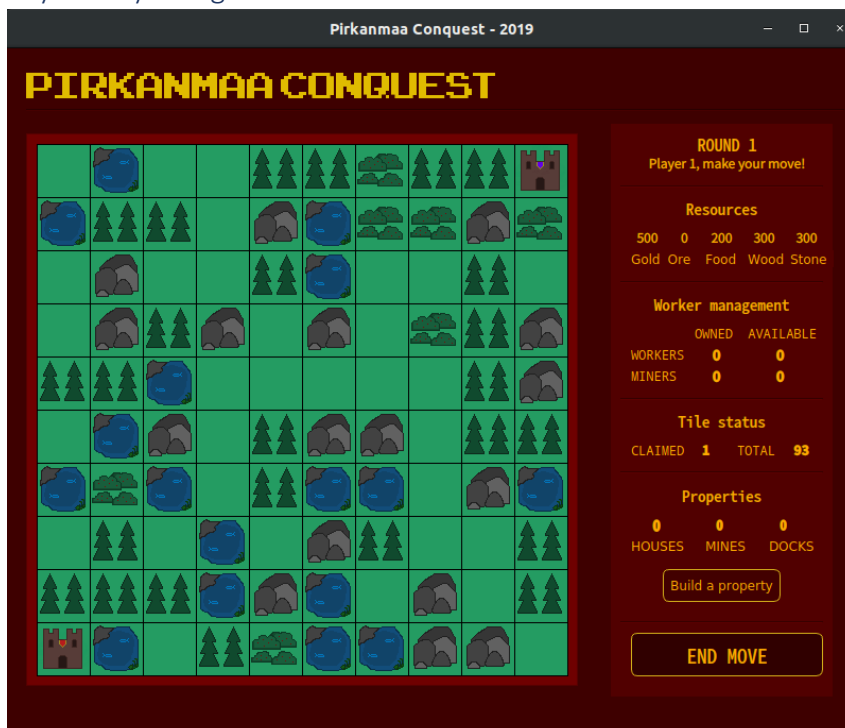 Pirkanmaa Conquest - 2019
PIRKANMAA CONQUEST
ROUND 1
Player 1, make your move!
Resources
500 0 200 300 300
Gold Ore Food Wood Stone
Worker management
OWNED AVAILABLE
WORKERS 0 0
MINERS 0 0
Tile status
CLAIMED 1 TOTAL 93
Properties
0 0 0
HOUSES MINES DOCKS
Build a property
END MOVE